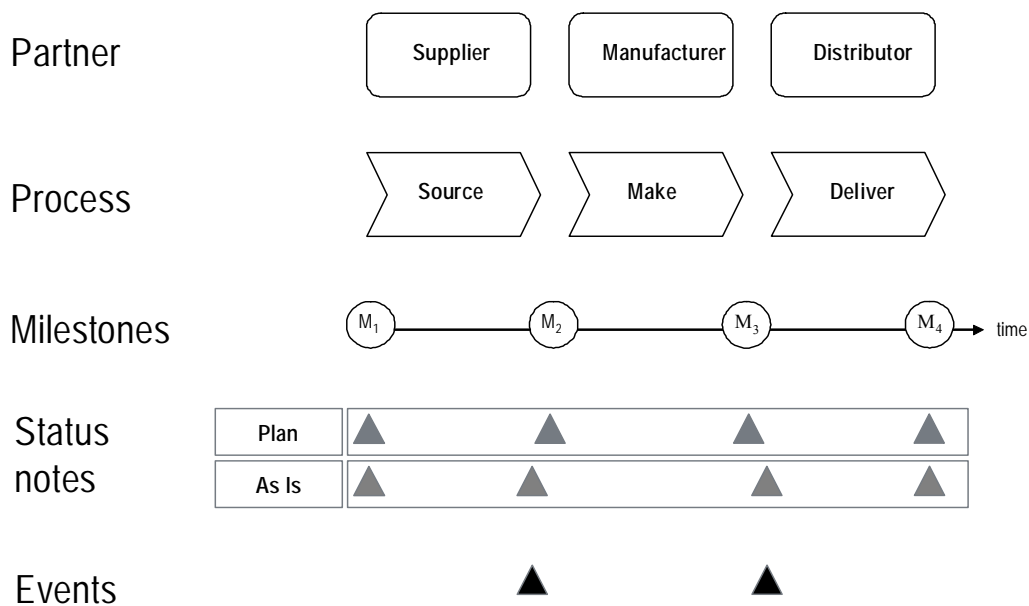 Partner
Supplier
Manufacturer
Distributor
Process
Source
Make
Deliver
Milestones
M₁
M₂
M₃
M₄
time
Status
notes
Plan
As Is
Events